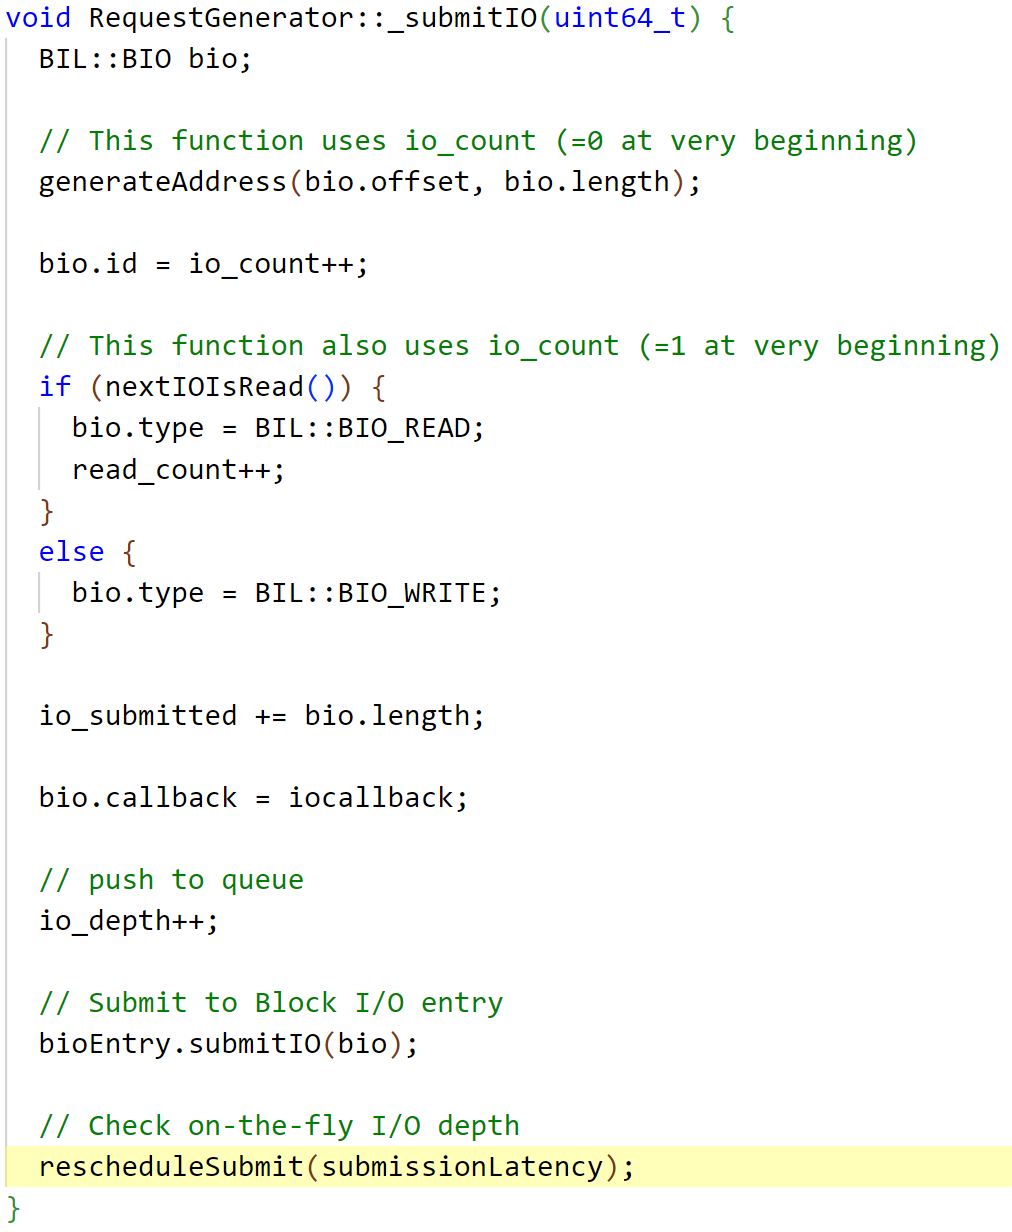 void RequestGenerator::_submitIO(uint64_t) {
  BIL::BIO bio;

  // This function uses io_count (=0 at very beginning)
  generateAddress(bio.offset, bio.length);

  bio.id = io_count++;

  // This function also uses io_count (=1 at very beginning)
  if (nextIOIsRead()) {
    bio.type = BIL::BIO_READ;
    read_count++;
  }
  else {
    bio.type = BIL::BIO_WRITE;
  }

  io_submitted += bio.length;

  bio.callback = iocallback;

  // push to queue
  io_depth++;

  // Submit to Block I/O entry
  bioEntry.submitIO(bio);

  // Check on-the-fly I/O depth
  rescheduleSubmit(submissionLatency);
}